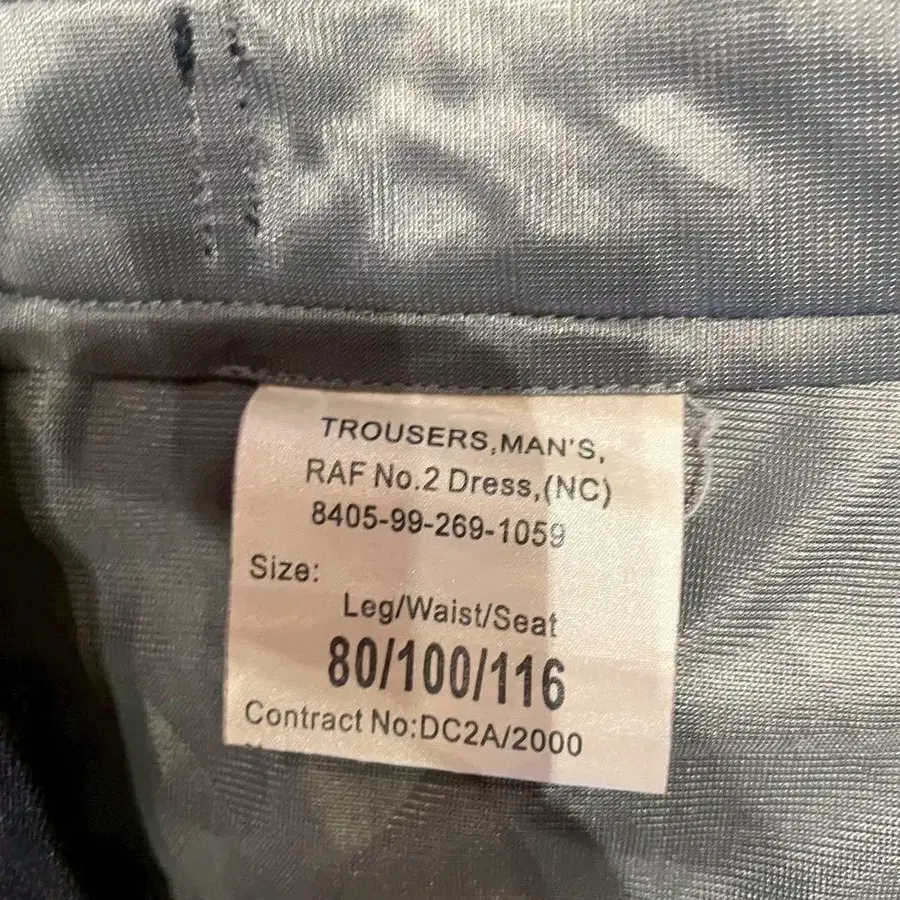 TROUSERS,MAN'S,
RAF No.2 Dress,(NC)
8405-99-269-1059
Size:
Leg/Waist/Seat
80/100/116
Contract No:DC2A/2000